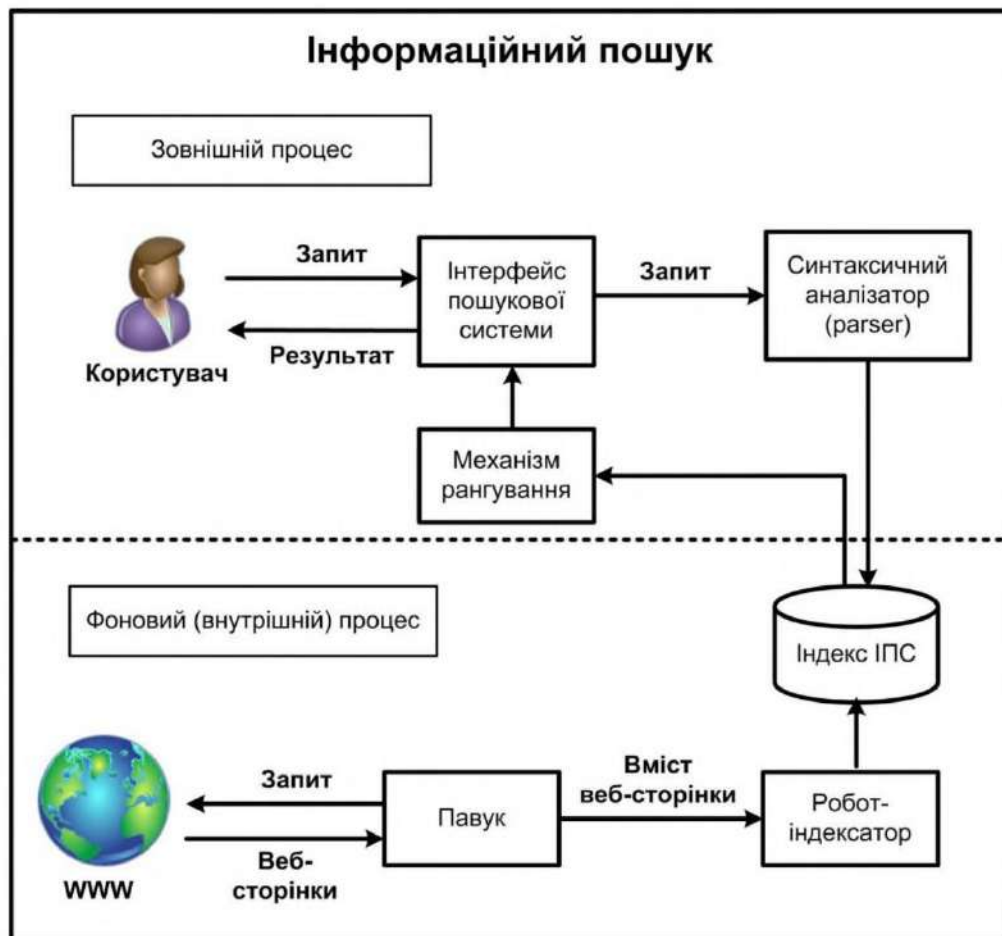 Інформаційний пошук
Зовнішній процес
Запит
Результат
Користувач
Інтерфейс
пошукової
системи
Запит
Синтаксичний
аналізатор
(parser)
Механізм
рангування
Фоновий (внутрішній) процес
Індекс ІПС
WWW
Запит
Веб-
сторінки
Павук
Вміст
веб-сторінки
Робот-
індексатор